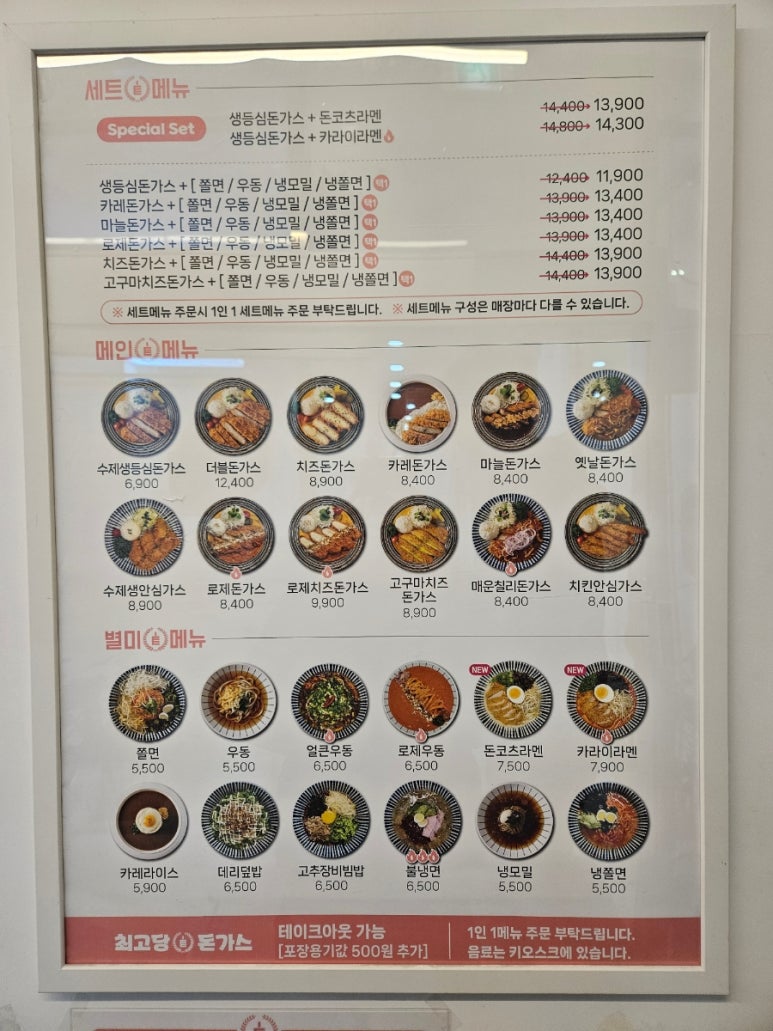 세트 메뉴
Special Set
생등심돈가스 + 돈코츠라멘 14,400 13,900
생등심돈가스 + 카라이라멘 14,800 14,300
생등심돈가스 + [ 쫄면 / 우동 / 냉모밀 / 냉쫄면 ] 택1 12,400 11,900
카레돈가스 + [ 쫄면 / 우동 / 냉모밀 / 냉쫄면 ] 택1 13,900 13,400
마늘돈가스 + [ 쫄면 / 우동 / 냉모밀 / 냉쫄면 ] 택1 13,900 13,400
로제돈가스 + [ 쫄면 / 우동 / 냉모밀 / 냉쫄면 ] 택1 13,900 13,400
치즈돈가스 + [ 쫄면 / 우동 / 냉모밀 / 냉쫄면 ] 택1 14,400 13,900
고구마치즈돈가스 + [ 쫄면 / 우동 / 냉모밀 / 냉쫄면 ] 택1 14,400 13,900
※ 세트메뉴 주문시 1인 1 세트메뉴 주문 부탁드립니다. ※ 세트메뉴 구성은 매장마다 다를 수 있습니다.
메인 메뉴
수제생등심돈가스 더블돈가스 치즈돈가스 카레돈가스 마늘돈가스 옛날돈가스
6,900 12,400 8,900 8,400 8,400 8,400
수제생안심가스 로제돈가스 로제치즈돈가스 고구마치즈 돈가스 매운칠리돈가스 치킨안심가스
8,900 8,400 9,900 8,900 8,400 8,400
별미 메뉴
NEW NEW
쫄면 우동 얼큰우동 로제우동 돈코츠라멘 카라이라멘
5,500 5,500 6,500 6,500 7,500 7,900
카레라이스 데리덮밥 고추장비빔밥 불냉면 냉모밀 냉쫄면
5,900 6,500 6,500 6,500 5,500 5,500
최고당 돈가스
테이크아웃 가능
[포장용기값 500원 추가]
1인 1메뉴 주문 부탁드립니다.
음료는 키오스크에 있습니다.